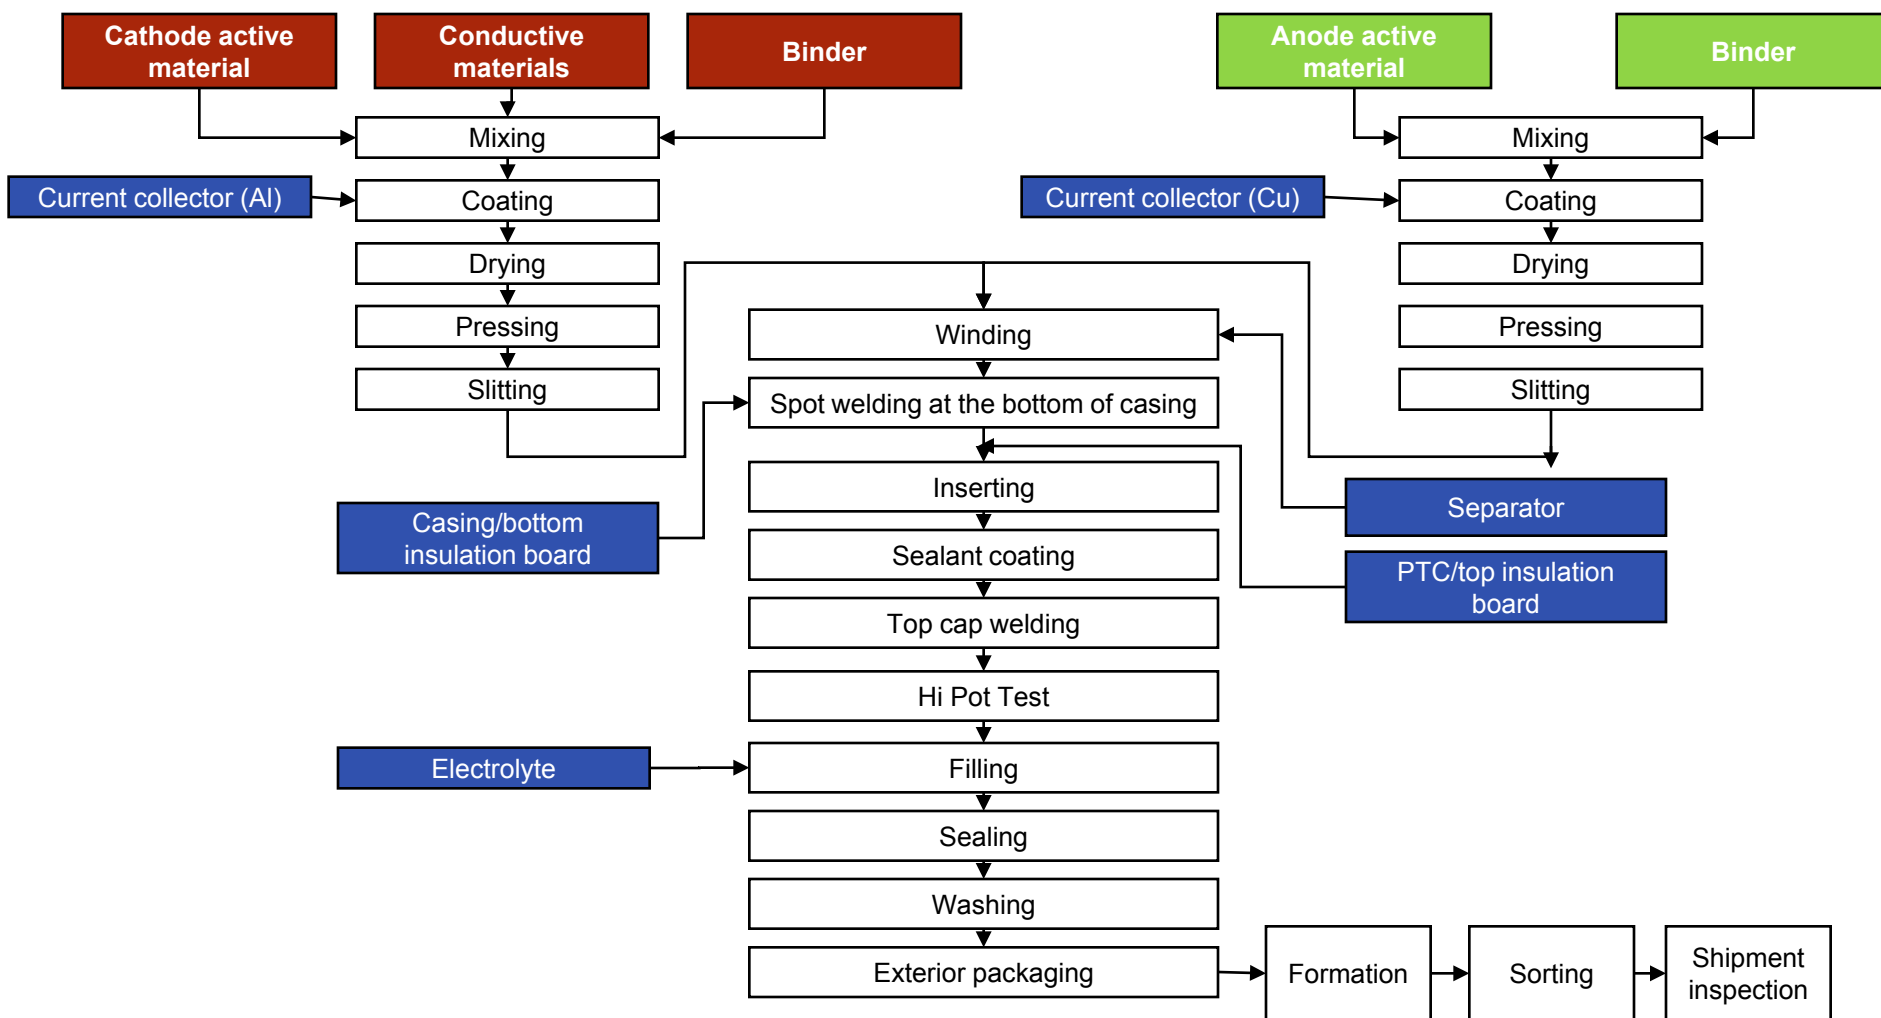 Cathode active
material
Conductive
materials
Binder
Anode active
material
Binder
Mixing
Mixing
Current collector (Al)
Coating
Current collector (Cu)
Coating
Drying
Drying
Pressing
Winding
Pressing
Slitting
Spot welding at the bottom of casing
Slitting
Inserting
Casing/bottom
insulation board
Separator
Sealant coating
PTC/top insulation
board
Top cap welding
Hi Pot Test
Electrolyte
Filling
Sealing
Washing
Exterior packaging
Formation
Sorting
Shipment
inspection